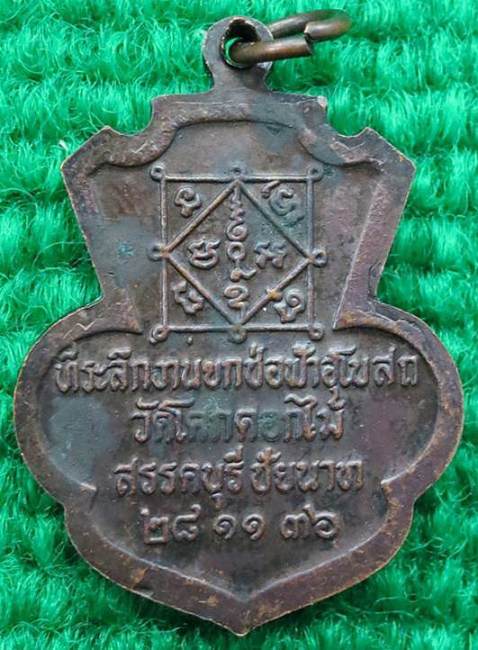 ที่ระลึกงานยกช่อฟ้าอุโบสถ
วัดโคกดอกไม้
สรรคบุรี ชัยนาท
๒๘ ๑๑ ๓๖